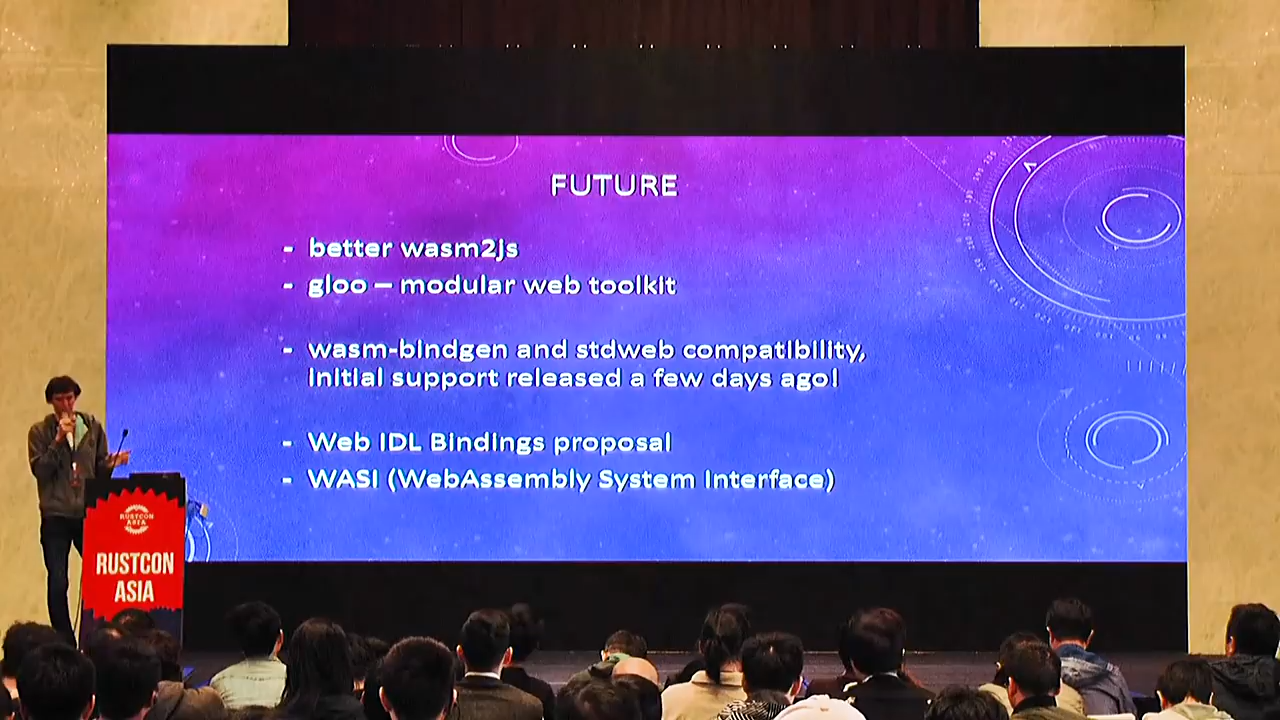 FUTURE
- better wasm2js
- gloo – modular web toolkit
- wasm-bindgen and stdweb compatibility,
initial support released a few days ago!
- Web IDL Bindings proposal
- WASI (WebAssembly System Interface)
RUSTCON
ASIA
RUSTCON
ASIA